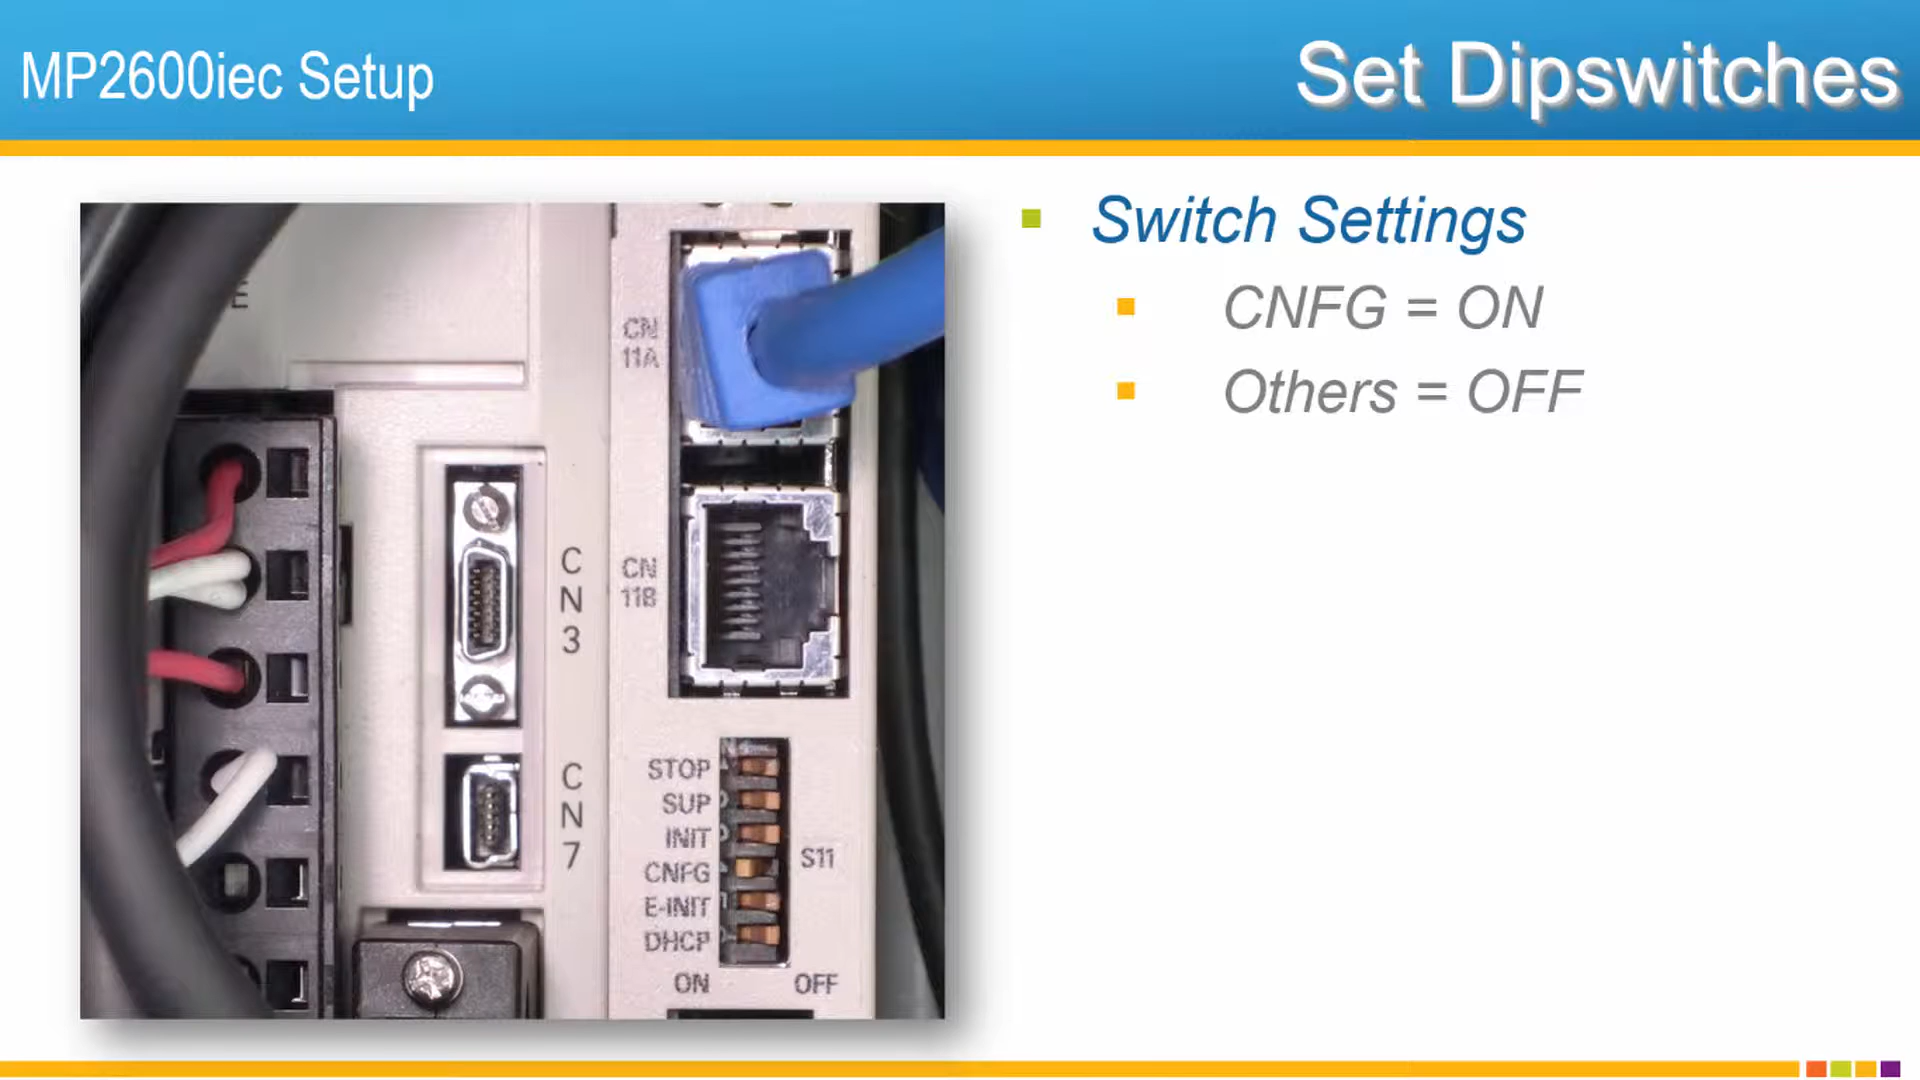 MP2600iec Setup
Set Dipswitches
Switch Settings
CNFG = ON
Others = OFF
E
CN
11A
C
N
3
CN
11B
C
N
7
STOP
SUP
INIT
CNFG
E-INIT
DHCP
S11
ON
OFF